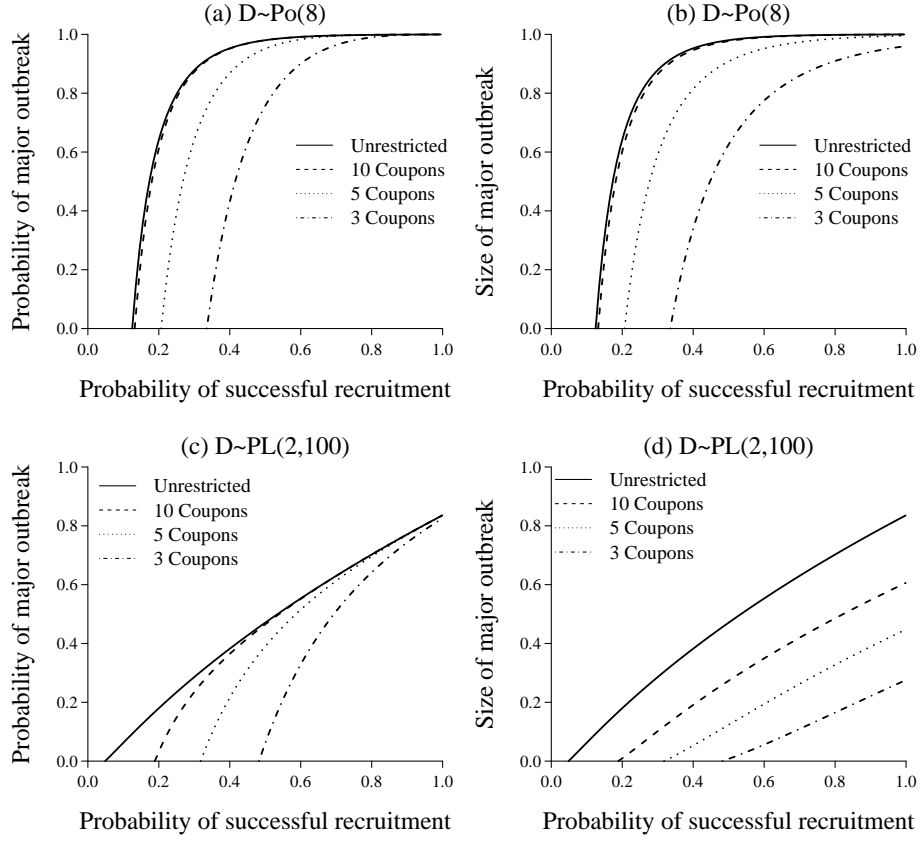 (a) D~Po(8)
Probability of major outbreak
1.0
0.8
0.6
0.4
0.2
0.0
Unrestricted
10 Coupons
5 Coupons
3 Coupons
0.0 0.2 0.4 0.6 0.8 1.0
Probability of successful recruitment
(b) D~Po(8)
Size of major outbreak
1.0
0.8
0.6
0.4
0.2
0.0
Unrestricted
10 Coupons
5 Coupons
3 Coupons
0.0 0.2 0.4 0.6 0.8 1.0
Probability of successful recruitment
(c) D~PL(2,100)
Probability of major outbreak
1.0
0.8
0.6
0.4
0.2
0.0
Unrestricted
10 Coupons
5 Coupons
3 Coupons
0.0 0.2 0.4 0.6 0.8 1.0
Probability of successful recruitment
(d) D~PL(2,100)
Size of major outbreak
1.0
0.8
0.6
0.4
0.2
0.0
Unrestricted
10 Coupons
5 Coupons
3 Coupons
0.0 0.2 0.4 0.6 0.8 1.0
Probability of successful recruitment